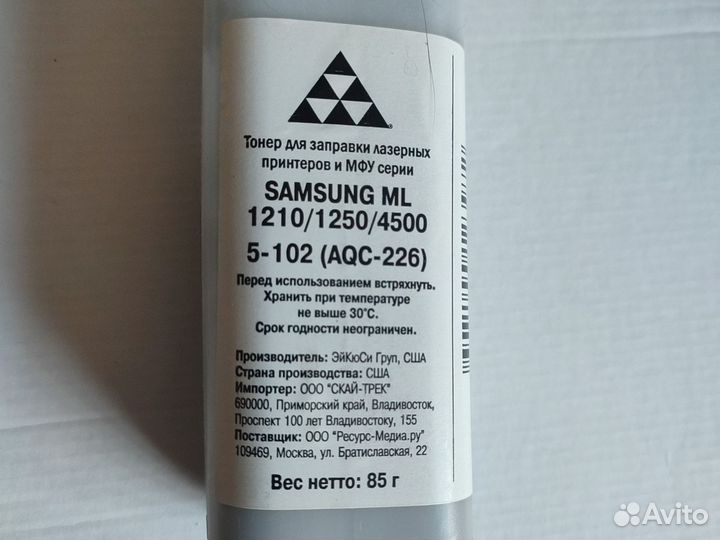 Тонер для заправки лазерных
принтеров и МФУ серии
SAMSUNG ML
1210/1250/4500
5-102 (AQC-226)
Перед использованием встряхнуть.
Хранить при температуре
не выше 30°С.
Срок годности неограничен.
Производитель: ЭйКюСи Груп, США
Страна производства: США
Импортер: ООО "СКАЙ-ТРЕК"
690000, Приморский край, Владивосток,
Проспект 100 лет Владивостоку, 155
Поставщик: ООО "Ресурс-Медиа.ру"
109469, Москва, ул. Братиславская, 22
Вес нетто: 85 г
Avito